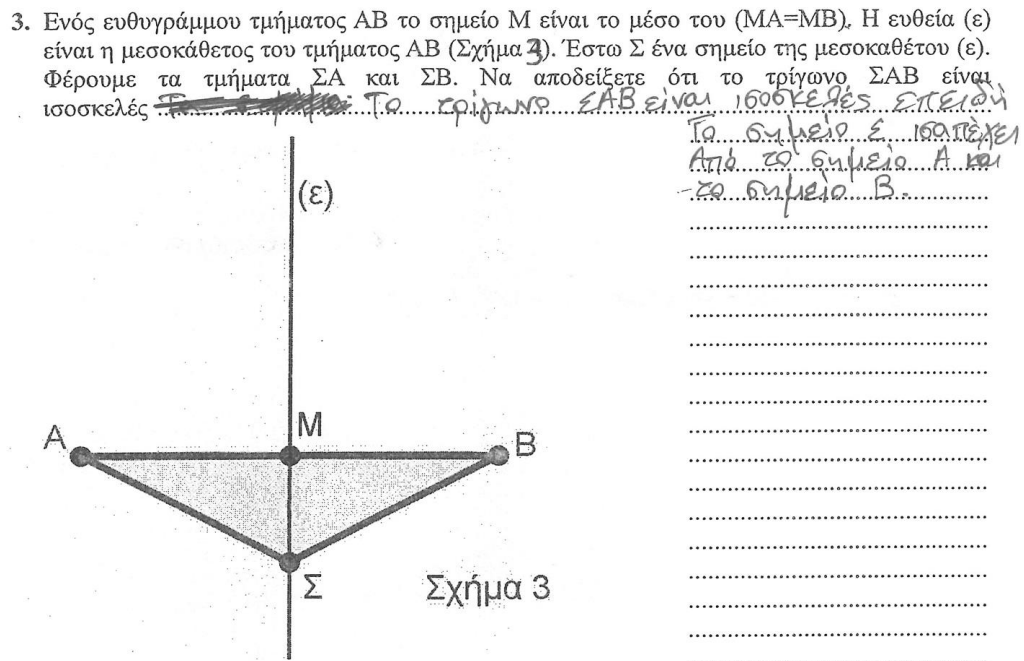 3. Ενός ευθυγράμμου τμήματος ΑΒ το σημείο Μ είναι το μέσο του (ΜΑ=ΜΒ). Η ευθεία (ε)
είναι η μεσοκάθετος του τμήματος ΑΒ (Σχήμα 3). Έστω Σ ένα σημείο της μεσοκαθέτου (ε).
Φέρουμε τα τμήματα ΣΑ και ΣΒ. Να αποδείξετε ότι το τρίγωνο ΣΑΒ είναι
ισοσκελές Το τρίγωνο ΣΑΒ είναι ισοσκελές επειδή
Το σημείο Σ ισαπέχει
Από το σημείο Α και
το σημείο Β.
(ε)
Μ
Α
Β
Σ
Σχήμα 3